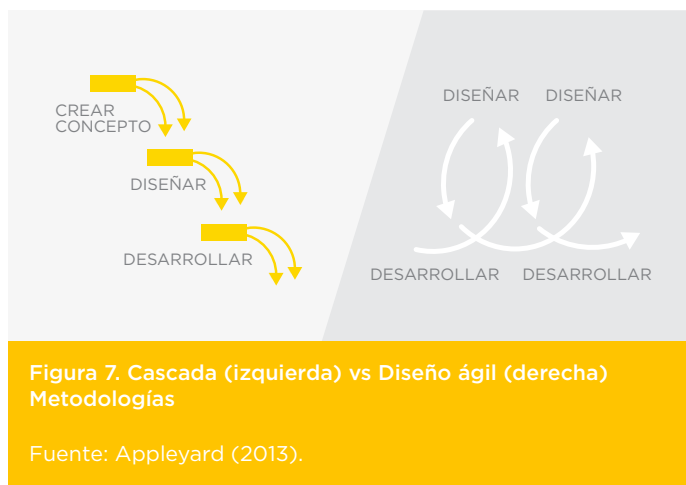 CREAR
CONCEPTO
DISEÑAR
DESARROLLAR
DISEÑAR DISEÑAR
DESARROLLAR DESARROLLAR
Figura 7. Cascada (izquierda) vs Diseño ágil (derecha)
Metodologías
Fuente: Appleyard (2013).